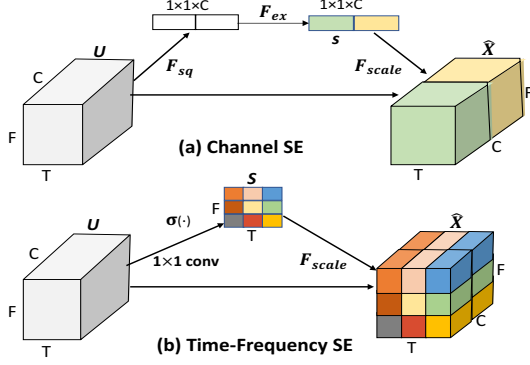 1×1×C
F_ex
1×1×C
U
s
X̂
C
F_sq
F_scale
F
F
C
T
T
(a) Channel SE
S
U
σ(·)
F
X̂
C
T
1×1 conv
F_scale
F
F
C
T
T
(b) Time-Frequency SE